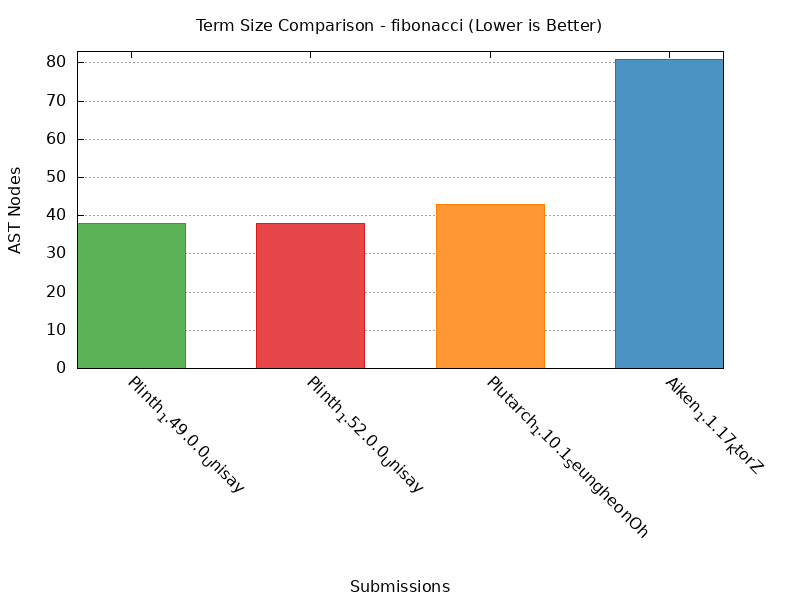 Term Size Comparison - fibonacci (Lower is Better)
AST Nodes
80
70
60
50
40
30
20
10
0
Plinth₁.49.0.0ᵤnisay
Plinth₁.52.0.0ᵤnisay
Plutarch₁.10.1ₛeungheonOh
Aiken₁.1.17KtorZ
Submissions